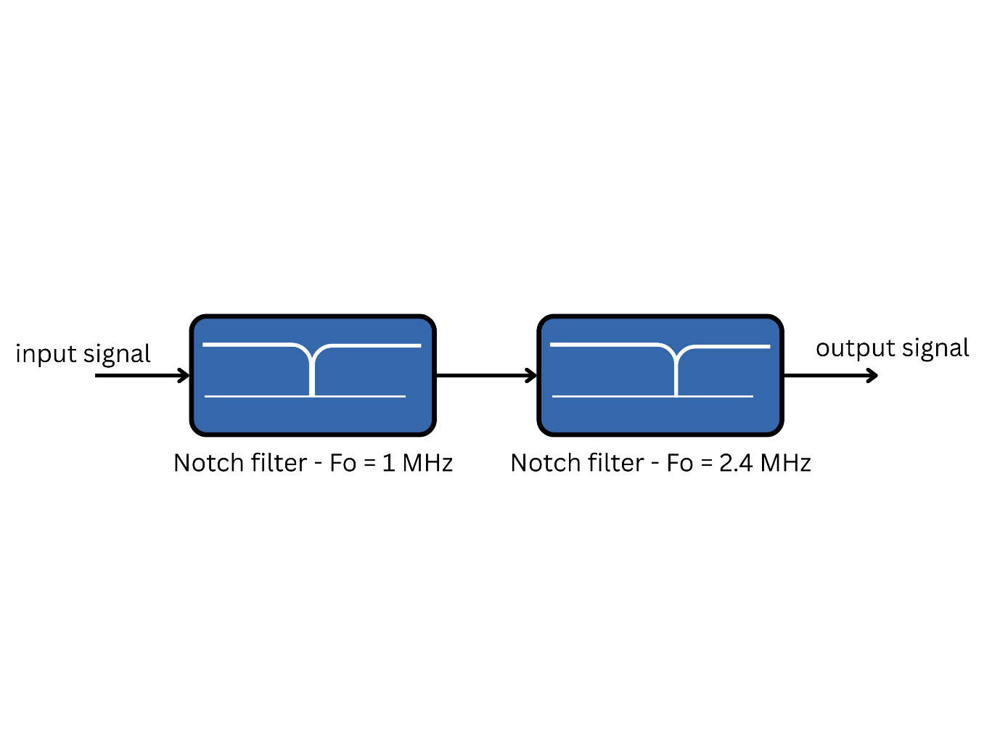 input signal
output signal
Notch filter - Fo = 1 MHz
Notch filter - Fo = 2.4 MHz